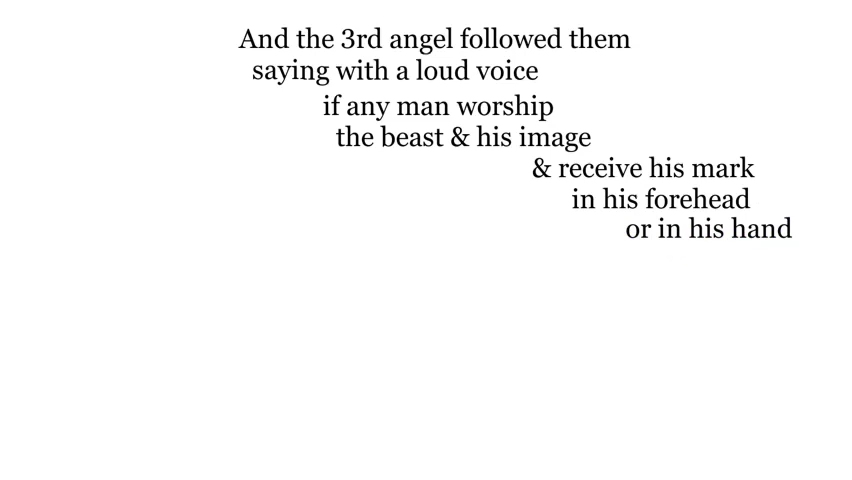 And the 3rd angel followed them
saying with a loud voice
if any man worship
the beast & his image
& receive his mark
in his forehead
or in his hand